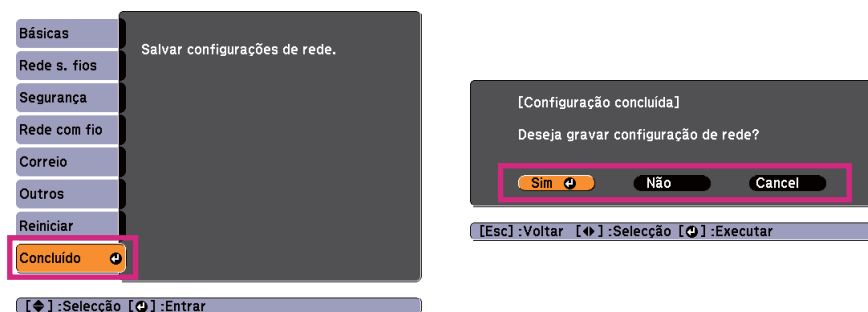 Básicas
Rede s. fios
Segurança
Rede com fio
Correio
Outros
Reiniciar
Concluído
Salvar configurações de rede.
[ ]:Selecção [ ]:Entrar
[Configuração concluída]
Deseja gravar configuração de rede?
Sim Não Cancel
[Esc]:Voltar [ ]:Selecção [ ]:Executar